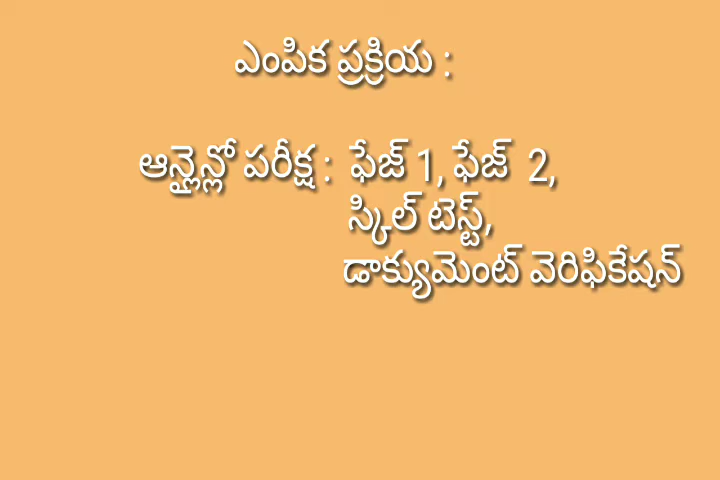 ఎంపిక ప్రక్రియ :
ఆన్లైన్లో పరీక్ష : ఫేజ్ 1, ఫేజ్ 2,
స్కిల్ టెస్ట్,
డాక్యుమెంట్ వెరిఫికేషన్